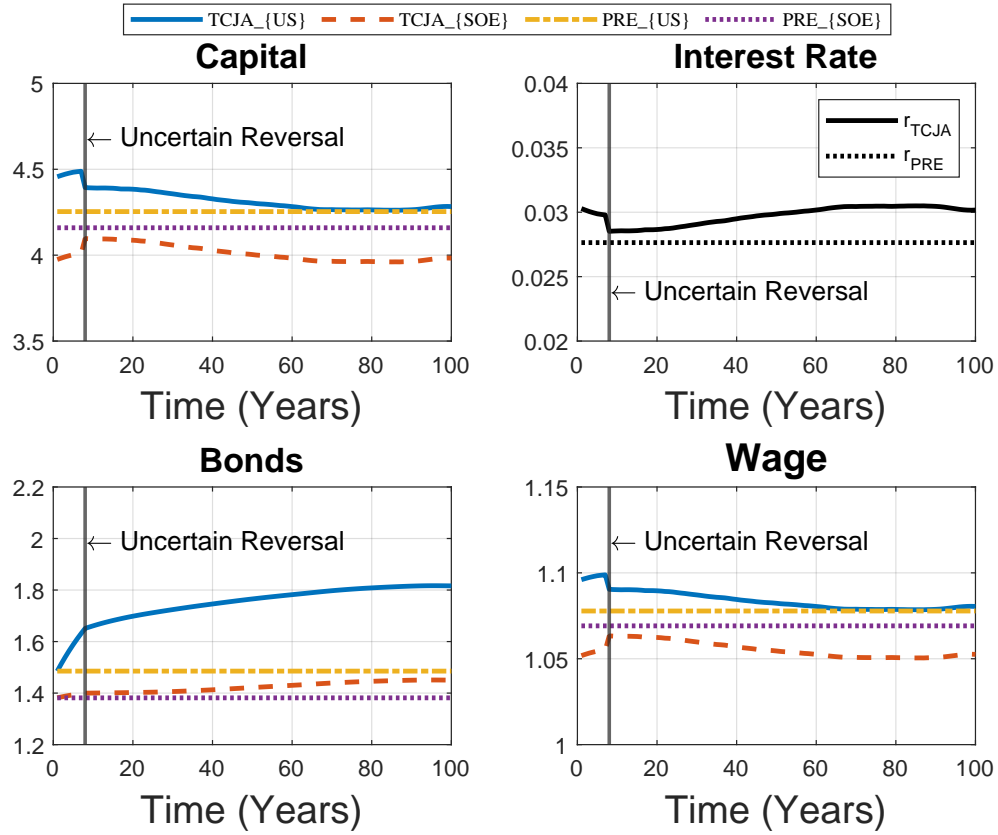 TCJA_{US} TCJA_{SOE} PRE_{US} PRE_{SOE}
Capital
5
4.5
4
3.5
← Uncertain Reversal
0 20 40 60 80 100
Time (Years)
Interest Rate
0.04
0.035
0.03
0.025
0.02
r_TCJA
r_PRE
← Uncertain Reversal
0 20 40 60 80 100
Time (Years)
Bonds
2.2
2
1.8
1.6
1.4
1.2
← Uncertain Reversal
0 20 40 60 80 100
Time (Years)
Wage
1.15
1.1
1.05
1
← Uncertain Reversal
0 20 40 60 80 100
Time (Years)